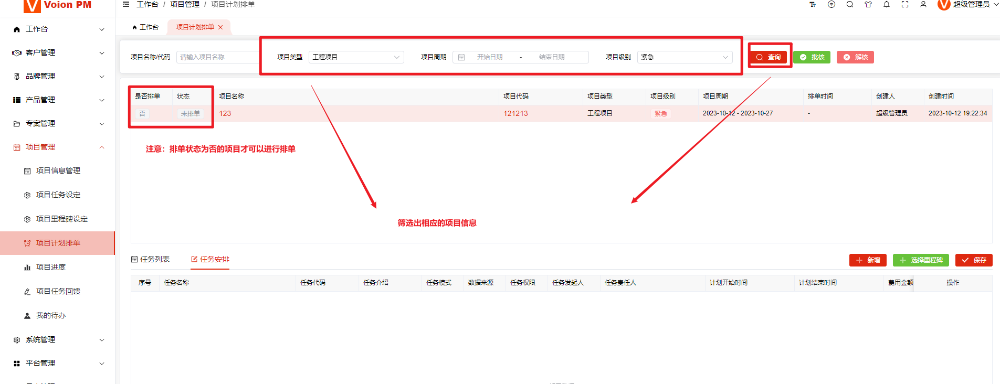 Voion PM
工作台 / 项目管理 / 项目计划排单
超级管理员
工作台
项目计划排单
工作台
客户管理
品牌管理
产品管理
专案管理
项目管理
项目信息管理
项目任务设定
项目里程碑设定
项目计划排单
项目进度
项目任务回馈
我的待办
系统管理
平台管理
项目名称/代码 请输入项目名称 项目类型 工程项目 项目周期 开始日期 - 结束日期 项目级别 紧急 查询 批核 解核
是否排单 状态 项目名称 项目代码 项目类型 项目级别 项目周期 排单时间 创建人 创建时间
否 未排单 123 121213 工程项目 紧急 2023-10-12 - 2023-10-27 - 超级管理员 2023-10-12 19:22:34
注意：排单状态为否的项目才可以进行排单
筛选出相应的项目信息
任务列表 任务安排 新增 选择里程碑 保存
序号 任务名称 任务代码 任务介绍 任务模式 数据来源 任务权限 任务发起人 任务责任人 计划开始时间 计划结束时间 费用金额 操作